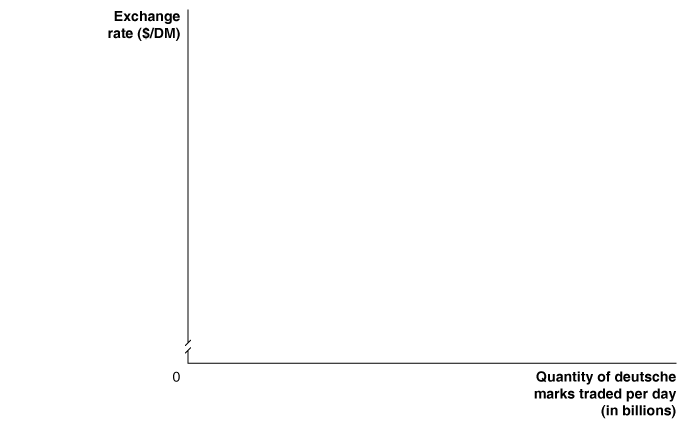 Exchange
rate ($/DM)
0
Quantity of deutsche
marks traded per day
(in billions)